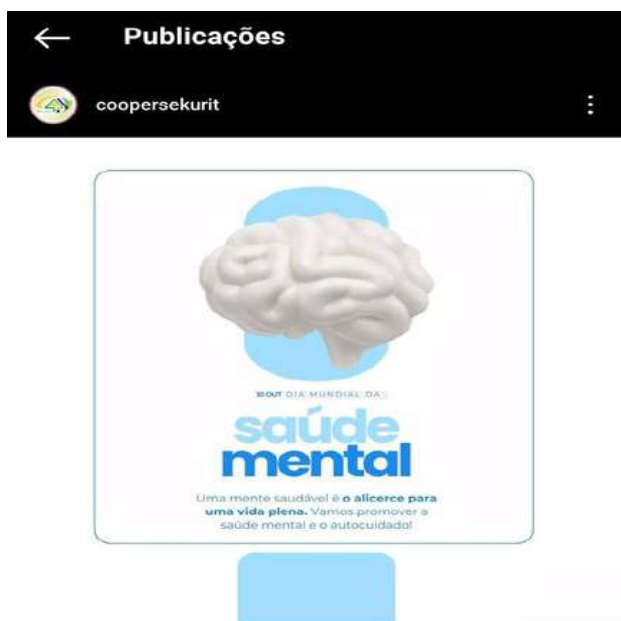 Publicações
coopersekurit
10 OUT DIA MUNDIAL DA
saúde
mental
Uma mente saudável é o alicerce para
uma vida plena. Vamos promover a
saúde mental e o autocuidado!